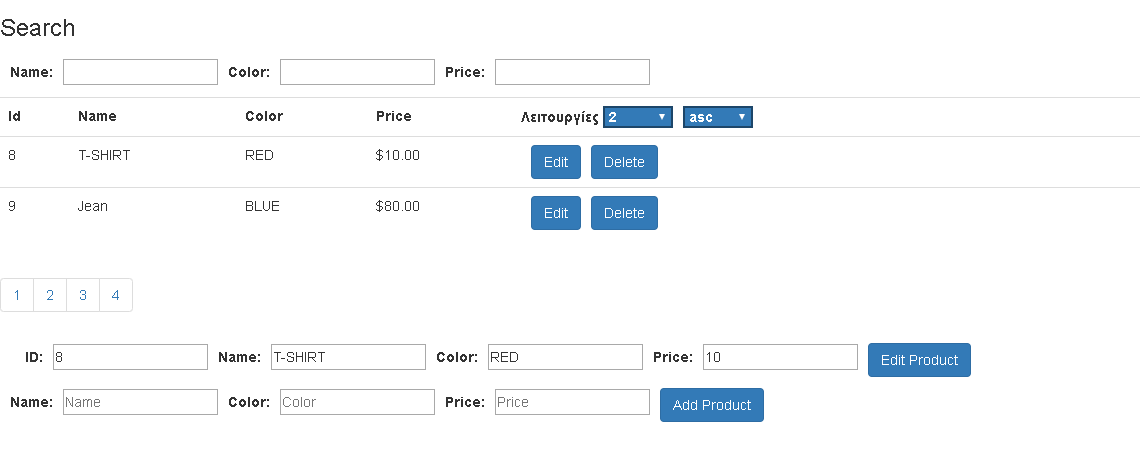 Search
Name: Color: Price:
Id Name Color Price Λειτουργίες 2 asc
8 T-SHIRT RED $10.00 Edit Delete
9 Jean BLUE $80.00 Edit Delete
1 2 3 4
ID: 8 Name: T-SHIRT Color: RED Price: 10 Edit Product
Name: Name Color: Color Price: Price Add Product